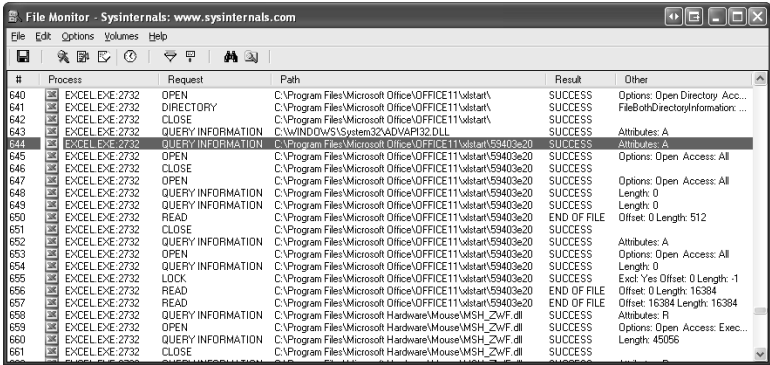 File Monitor - Sysinternals: www.sysinternals.com
File Edit Options Volumes Help
# Process Request Path Result Other
640 EXCEL.EXE:2732 OPEN C:\Program Files\Microsoft Office\OFFICE11\xlstart\ SUCCESS Options: Open Directory Acc...
641 EXCEL.EXE:2732 DIRECTORY C:\Program Files\Microsoft Office\OFFICE11\xlstart\ SUCCESS FileBothDirectoryInformation: ...
642 EXCEL.EXE:2732 CLOSE C:\Program Files\Microsoft Office\OFFICE11\xlstart\ SUCCESS
643 EXCEL.EXE:2732 QUERY INFORMATION C:\WINDOWS\System32\ADVAPI32.DLL SUCCESS Attributes: A
644 EXCEL.EXE:2732 QUERY INFORMATION C:\Program Files\Microsoft Office\OFFICE11\xlstart\59403e20 SUCCESS Attributes: A
645 EXCEL.EXE:2732 OPEN C:\Program Files\Microsoft Office\OFFICE11\xlstart\59403e20 SUCCESS Options: Open Access: All
646 EXCEL.EXE:2732 CLOSE C:\Program Files\Microsoft Office\OFFICE11\xlstart\59403e20 SUCCESS
647 EXCEL.EXE:2732 OPEN C:\Program Files\Microsoft Office\OFFICE11\xlstart\59403e20 SUCCESS Options: Open Access: All
648 EXCEL.EXE:2732 QUERY INFORMATION C:\Program Files\Microsoft Office\OFFICE11\xlstart\59403e20 SUCCESS Length: 0
649 EXCEL.EXE:2732 QUERY INFORMATION C:\Program Files\Microsoft Office\OFFICE11\xlstart\59403e20 SUCCESS Length: 0
650 EXCEL.EXE:2732 READ C:\Program Files\Microsoft Office\OFFICE11\xlstart\59403e20 END OF FILE Offset: 0 Length: 512
651 EXCEL.EXE:2732 CLOSE C:\Program Files\Microsoft Office\OFFICE11\xlstart\59403e20 SUCCESS
652 EXCEL.EXE:2732 QUERY INFORMATION C:\Program Files\Microsoft Office\OFFICE11\xlstart\59403e20 SUCCESS Attributes: A
653 EXCEL.EXE:2732 OPEN C:\Program Files\Microsoft Office\OFFICE11\xlstart\59403e20 SUCCESS Options: Open Access: All
654 EXCEL.EXE:2732 QUERY INFORMATION C:\Program Files\Microsoft Office\OFFICE11\xlstart\59403e20 SUCCESS Length: 0
655 EXCEL.EXE:2732 LOCK C:\Program Files\Microsoft Office\OFFICE11\xlstart\59403e20 SUCCESS Excl: Yes Offset: 0 Length: -1
656 EXCEL.EXE:2732 READ C:\Program Files\Microsoft Office\OFFICE11\xlstart\59403e20 END OF FILE Offset: 0 Length: 16384
657 EXCEL.EXE:2732 READ C:\Program Files\Microsoft Office\OFFICE11\xlstart\59403e20 END OF FILE Offset: 16384 Length: 16384
658 EXCEL.EXE:2732 QUERY INFORMATION C:\Program Files\Microsoft Hardware\Mouse\MSH_ZWF.dll SUCCESS Attributes: R
659 EXCEL.EXE:2732 OPEN C:\Program Files\Microsoft Hardware\Mouse\MSH_ZWF.dll SUCCESS Options: Open Access: Exec...
660 EXCEL.EXE:2732 QUERY INFORMATION C:\Program Files\Microsoft Hardware\Mouse\MSH_ZWF.dll SUCCESS Length: 45056
661 EXCEL.EXE:2732 CLOSE C:\Program Files\Microsoft Hardware\Mouse\MSH_ZWF.dll SUCCESS